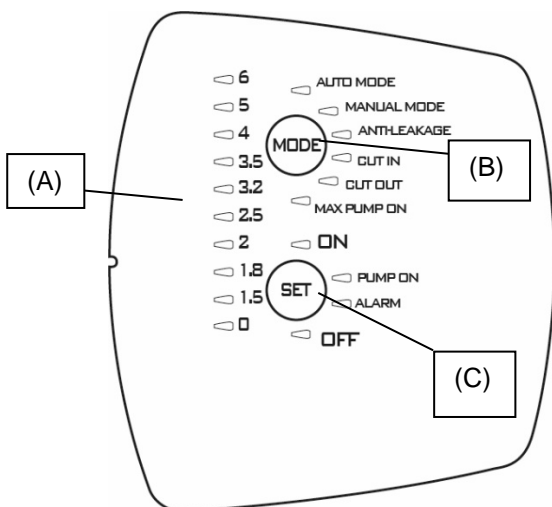 6
5
4
3.5
3.2
2.5
2
1.8
1.5
0
AUTO MODE
MANUAL MODE
ANTI-LEAKAGE
MODE
CUT IN
CUT OUT
MAX PUMP ON
ON
PUMP ON
SET
ALARM
OFF
(A)
(B)
(C)